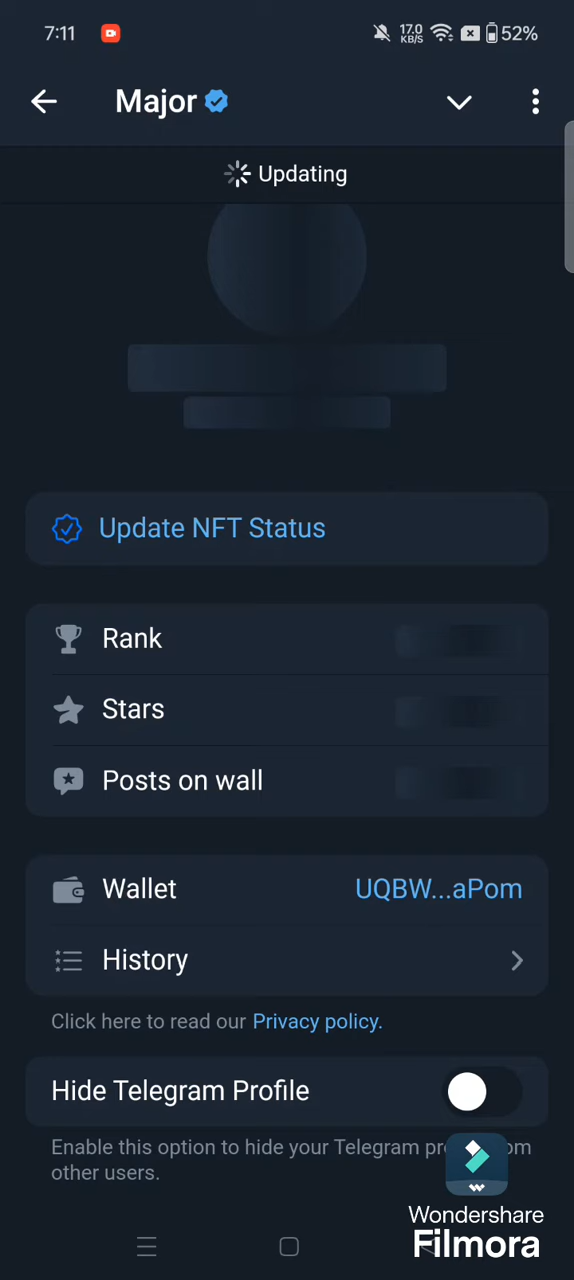 7:11
17.0
KB/S
52%
Major
Updating
Update NFT Status
Rank
Stars
Posts on wall
Wallet UQBW...aPom
History
Click here to read our Privacy policy.
Hide Telegram Profile
Enable this option to hide your Telegram pr om
other users.
Wondershare
Filmora